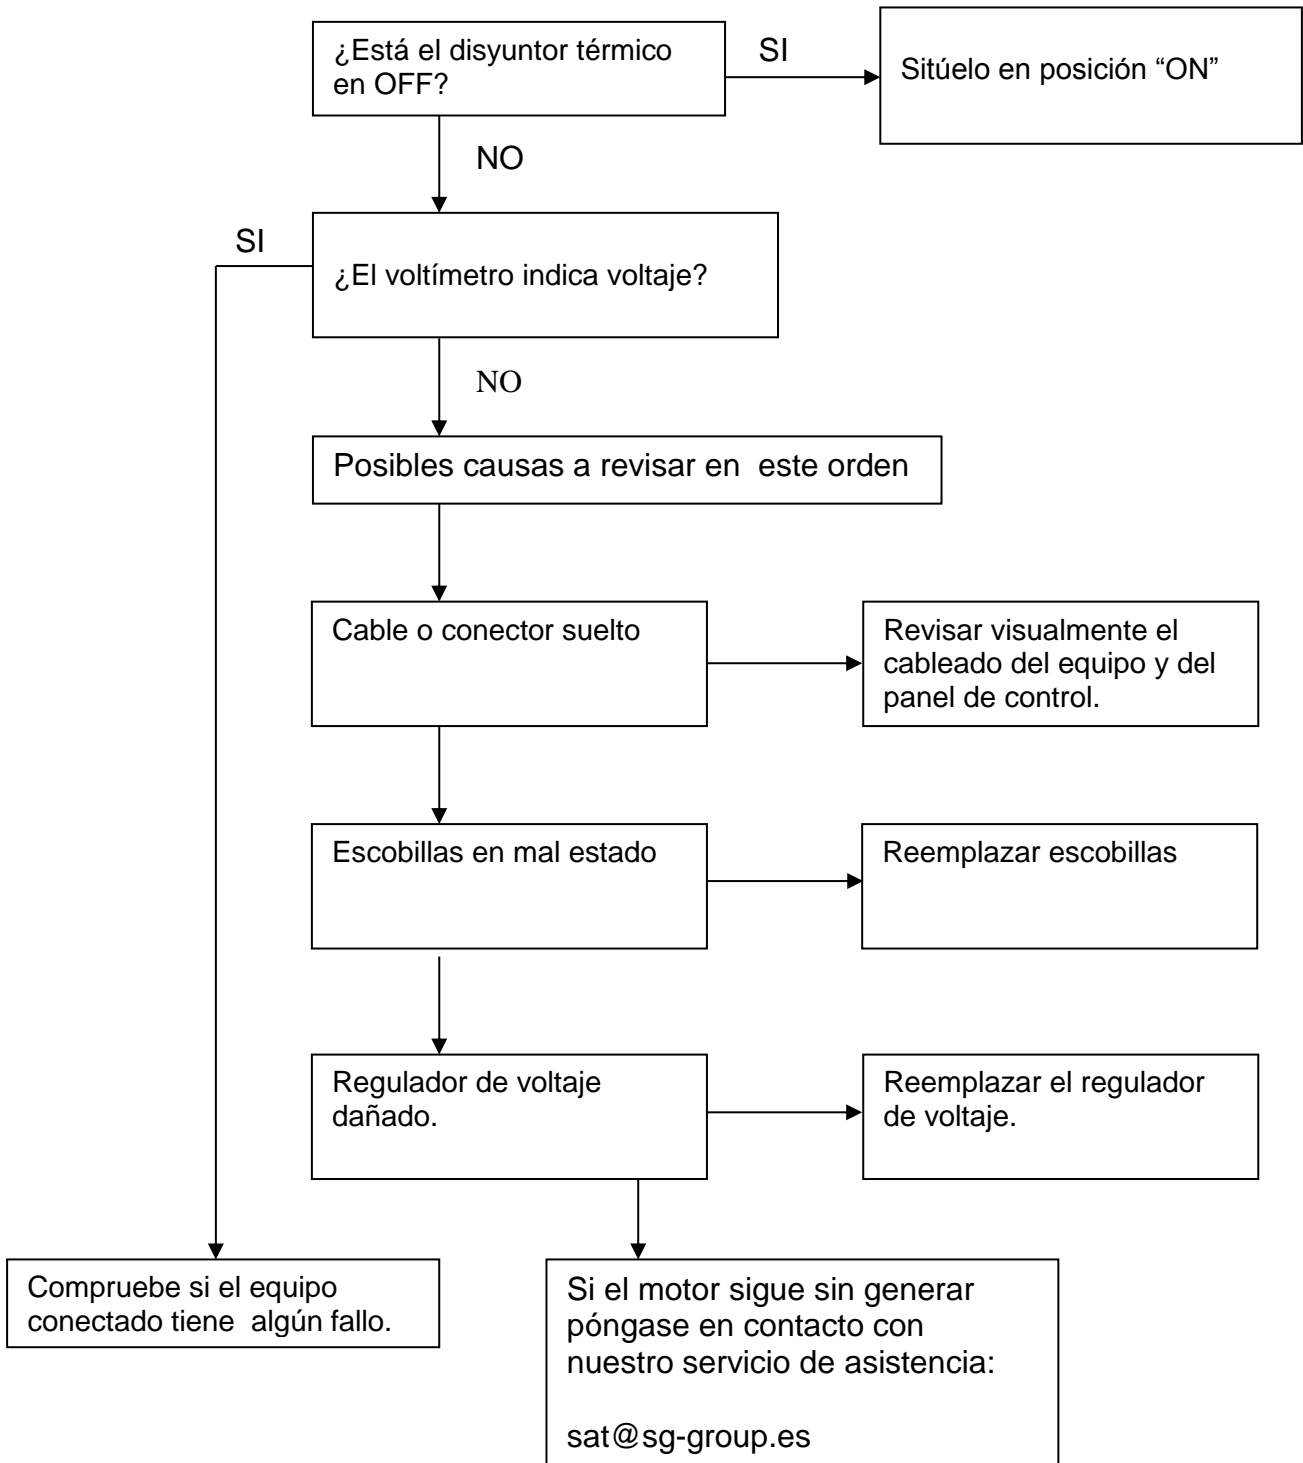 ¿Está el disyuntor térmico
en OFF?
SI
Sitúelo en posición “ON”
NO
SI
¿El voltímetro indica voltaje?
NO
Posibles causas a revisar en  este orden
Cable o conector suelto
Revisar visualmente el
cableado del equipo y del
panel de control.
Escobillas en mal estado
Reemplazar escobillas
Regulador de voltaje
dañado.
Reemplazar el regulador
de voltaje.
Compruebe si el equipo
conectado tiene  algún fallo.
Si el motor sigue sin generar
póngase en contacto con
nuestro servicio de asistencia:
sat@sg-group.es